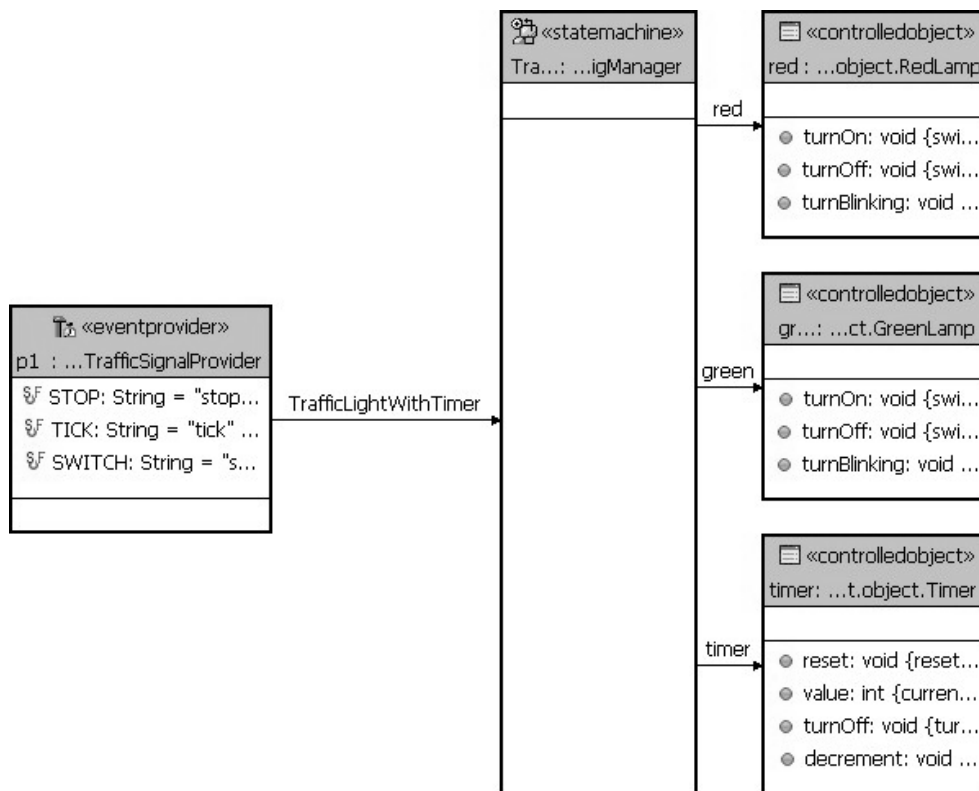 «statemachine»
Tra...: ...igManager
«controlledobject»
red : ...object.RedLamp
red
turnOn: void {swi...
turnOff: void {swi...
turnBlinking: void ...
«eventprovider»
p1 : ...TrafficSignalProvider
STOP: String = "stop...
TICK: String = "tick" ...
SWITCH: String = "s...
TrafficLightWithTimer
«controlledobject»
gr...: ...ct.GreenLamp
green
turnOn: void {swi...
turnOff: void {swi...
turnBlinking: void ...
«controlledobject»
timer: ...t.object.Timer
timer
reset: void {reset...
value: int {curren...
turnOff: void {tur...
decrement: void ...